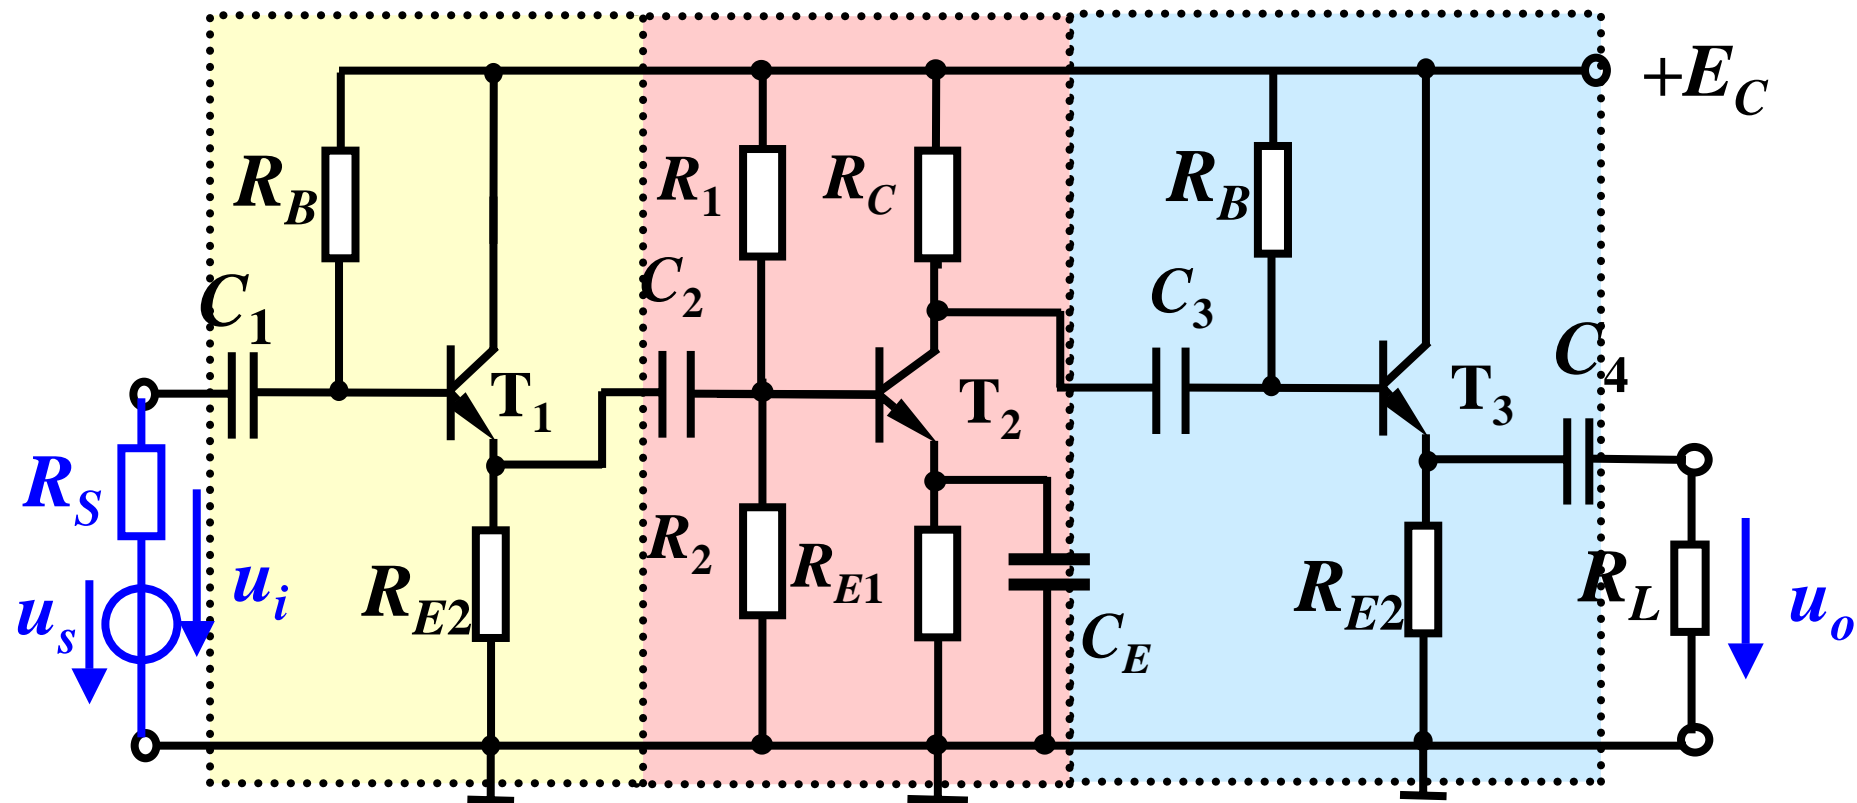 +E_C
R_B
R_1
R_C
R_B
C_1
C_2
C_3
C_4
T_1
T_2
T_3
R_S
u_s
u_i
R_E2
R_2
R_E1
C_E
R_E2
R_L
u_o